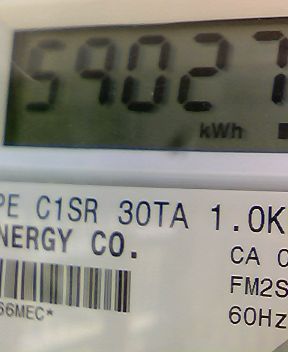 59027
kWh
PE C1SR 30TA 1.0K
NERGY CO.
CA
FM2S
60Hz
66MEC*